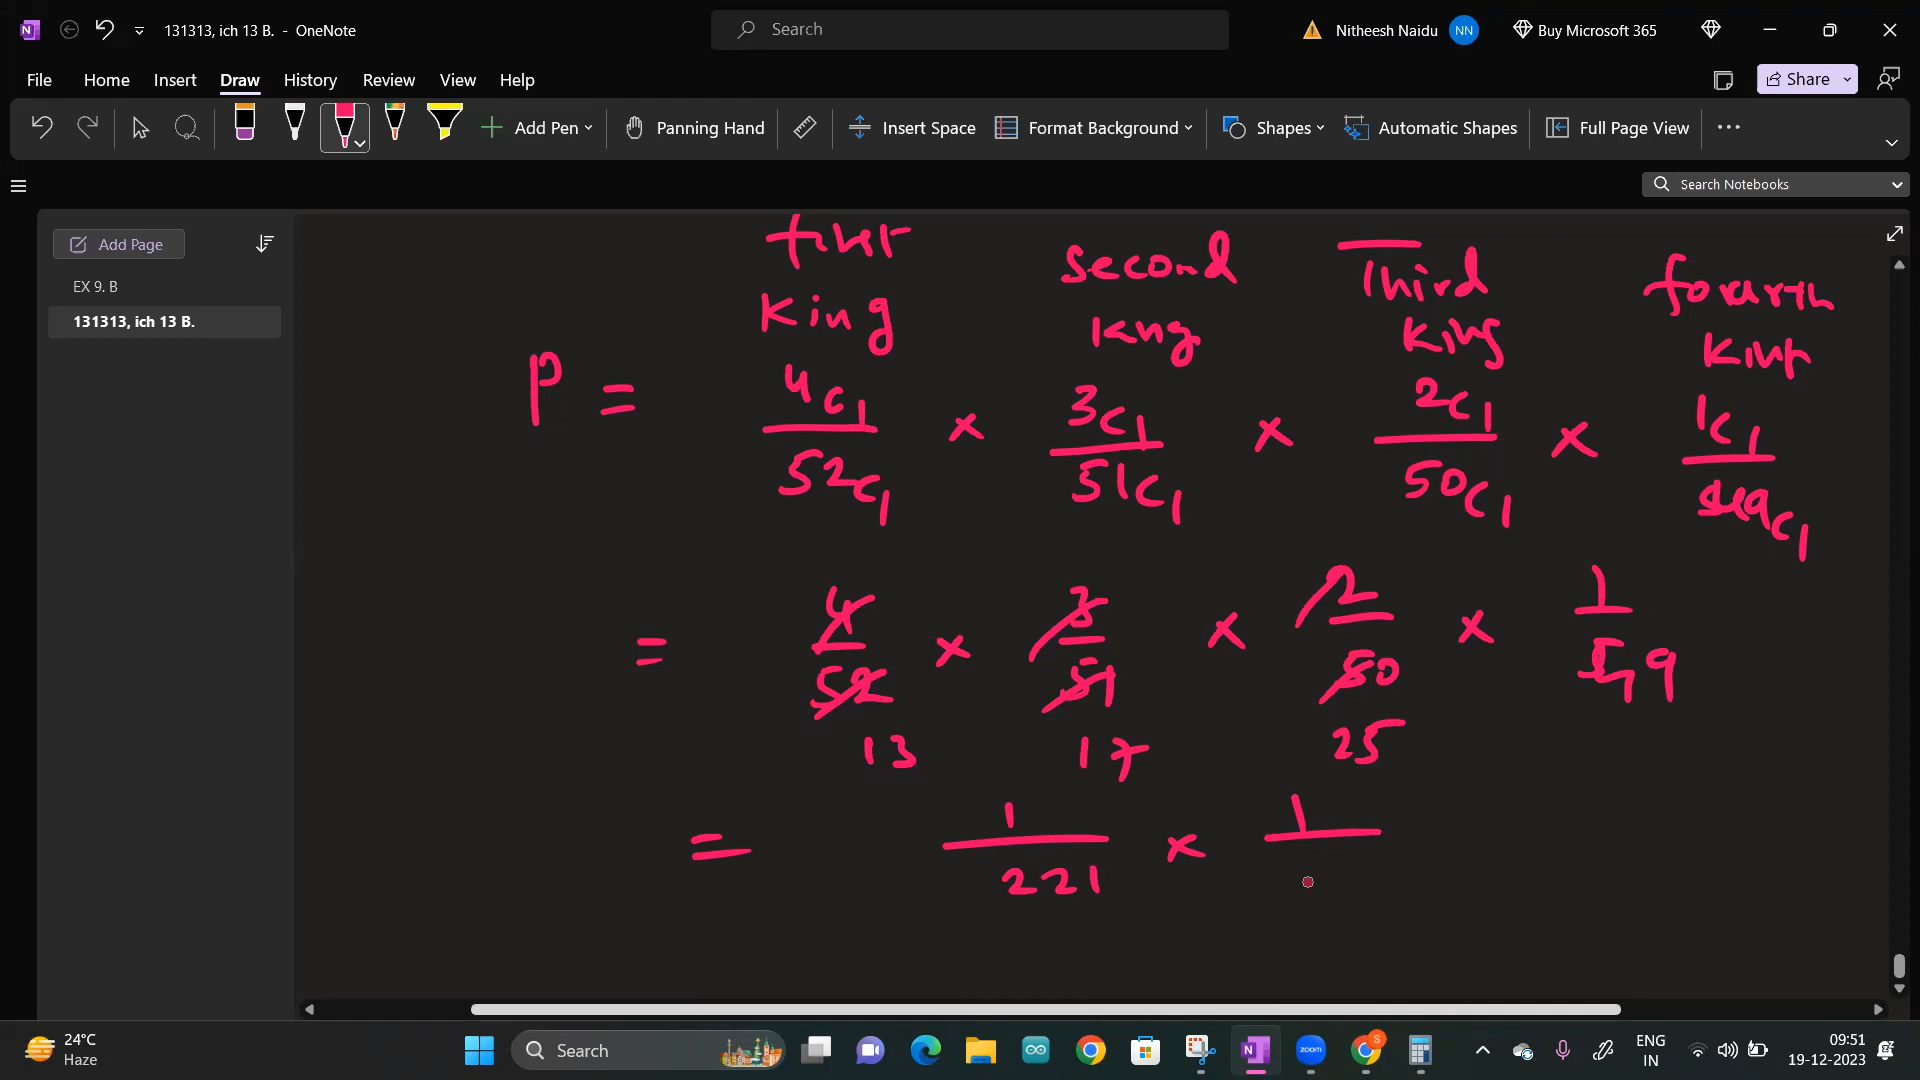 131313, ich 13 B. - OneNote
Search
Nitheesh Naidu
NN
Buy Microsoft 365
File Home Insert Draw History Review View Help
Share
Add Pen
Panning Hand
Insert Space
Format Background
Shapes
Automatic Shapes
Full Page View
Search Notebooks
Add Page
EX 9. B
131313, ich 13 B.
first second Third fourth
King king King King
P = 4C1/52C1 × 3C1/51C1 × 2C1/50C1 × 1C1/49C1
= 4/52 × 3/51 × 2/50 × 1/49
13 17 25
= 1/221 × 1/
24°C
Haze
Search
ENG
IN
09:51
19-12-2023